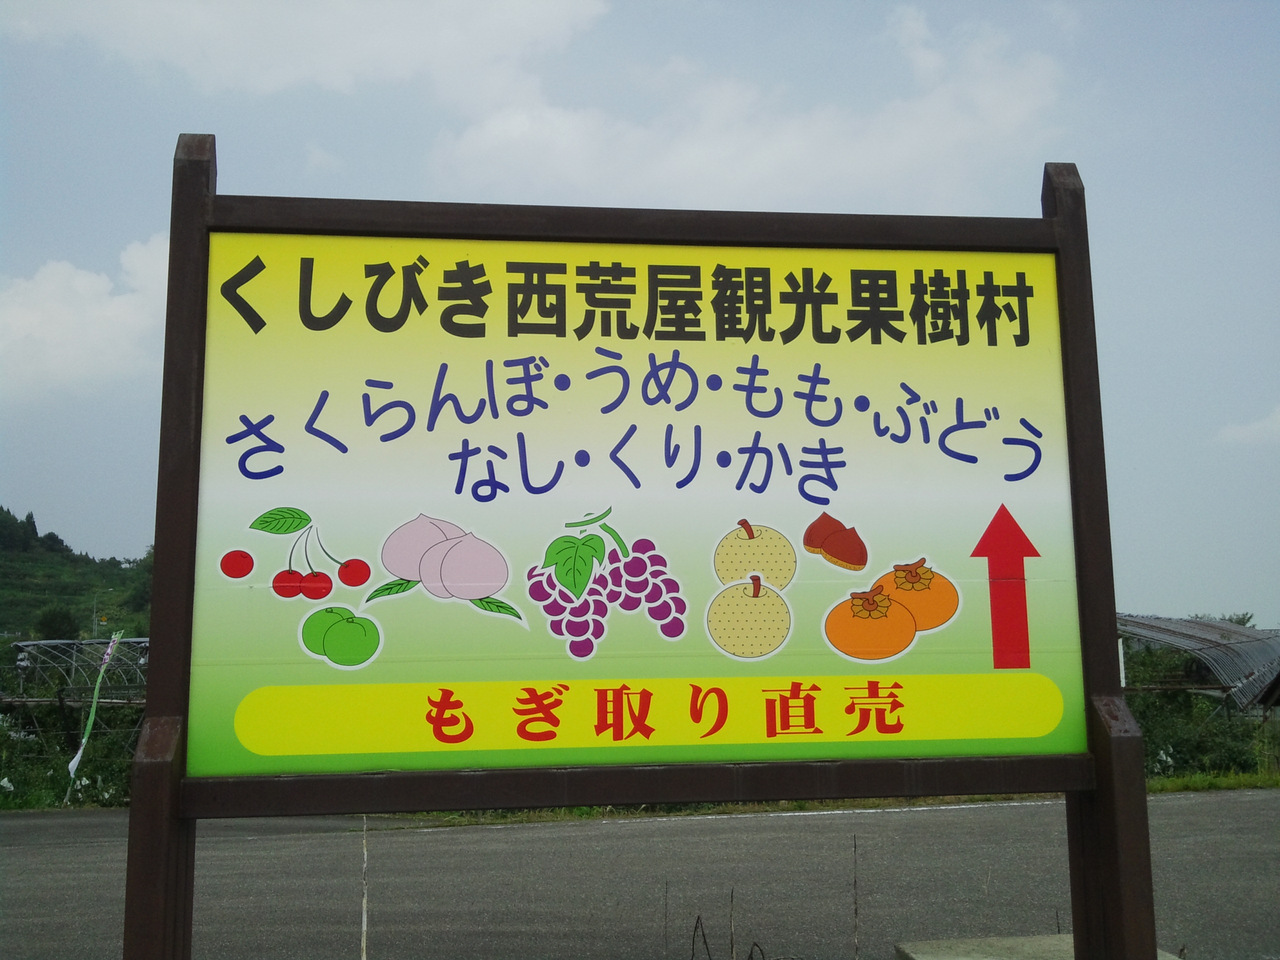 くしびき西荒屋観光果樹村
さくらんぼ・うめ・もも・ぶどう
なし・くり・かき
もぎ取り直売